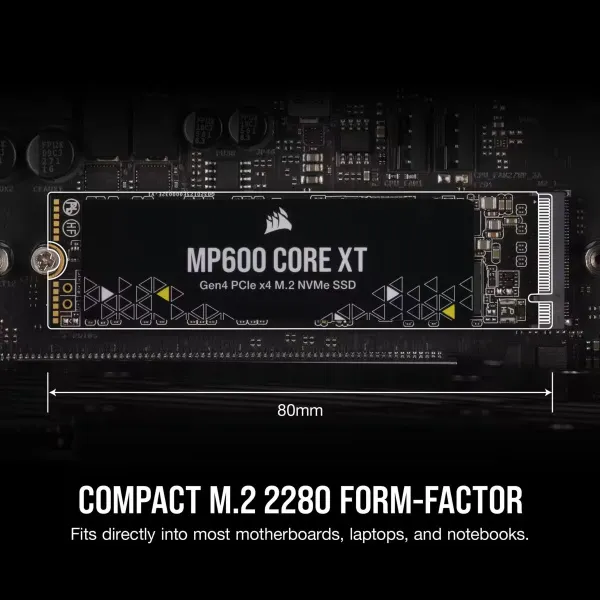 MP600 CORE XT
Gen4 PCIe x4 M.2 NVMe SSD
80mm
COMPACT M.2 2280 FORM-FACTOR
Fits directly into most motherboards, laptops, and notebooks.